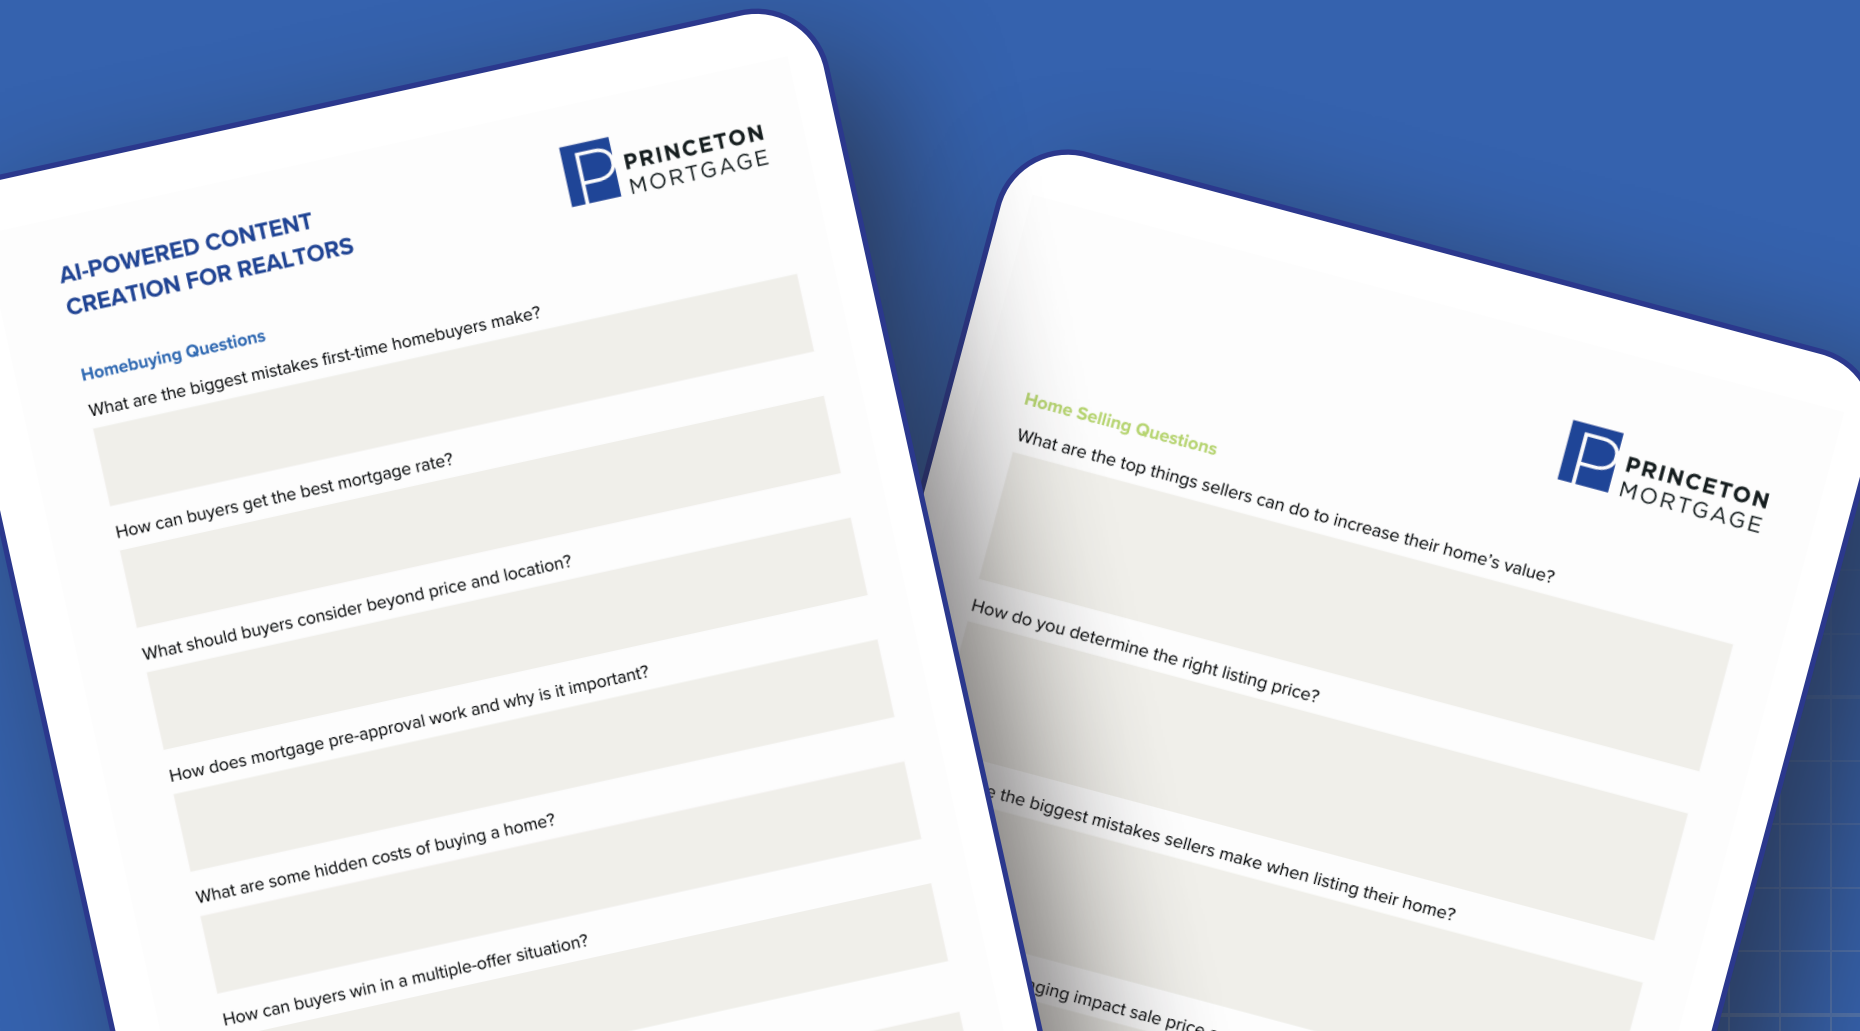 PRINCETON
MORTGAGE
AI-POWERED CONTENT
CREATION FOR REALTORS
Homebuying Questions
What are the biggest mistakes first-time homebuyers make?
How can buyers get the best mortgage rate?
What should buyers consider beyond price and location?
How does mortgage pre-approval work and why is it important?
What are some hidden costs of buying a home?
How can buyers win in a multiple-offer situation?
Home Selling Questions
PRINCETON
MORTGAGE
What are the top things sellers can do to increase their home’s value?
How do you determine the right listing price?
the biggest mistakes sellers make when listing their home?
impact sale price